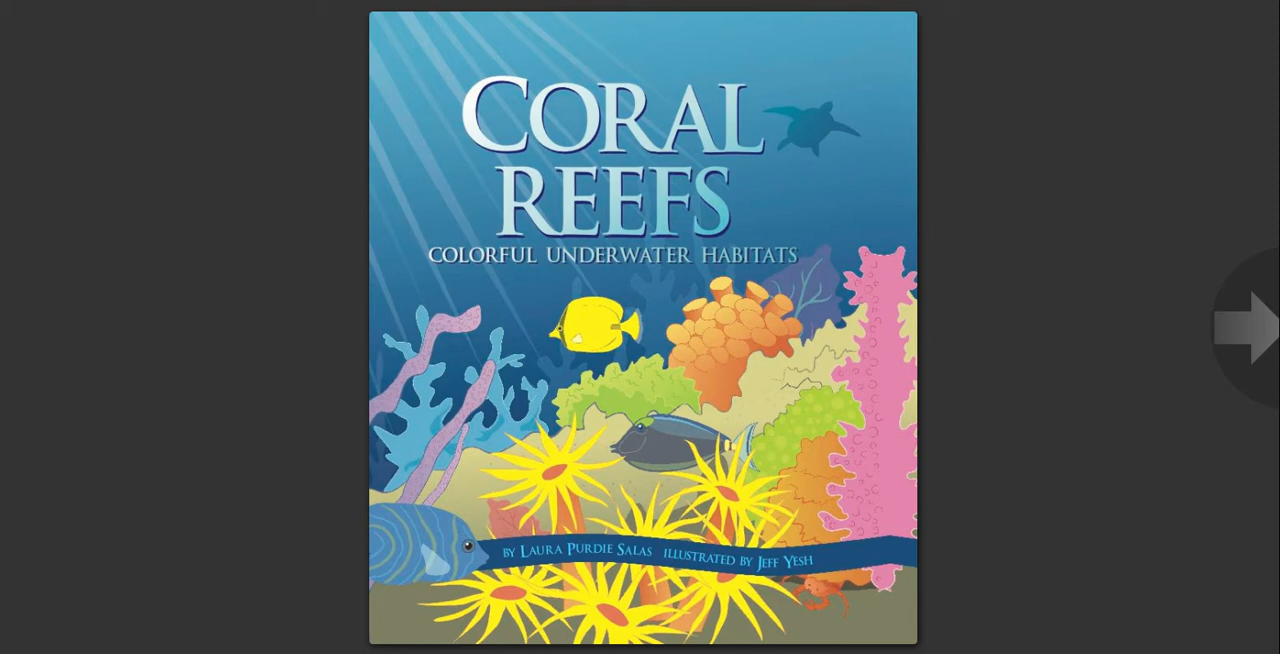 CORAL
REEFS
COLORFUL UNDERWATER HABITATS
BY LAURA PURDIE SALAS ILLUSTRATED BY JEFF YESH